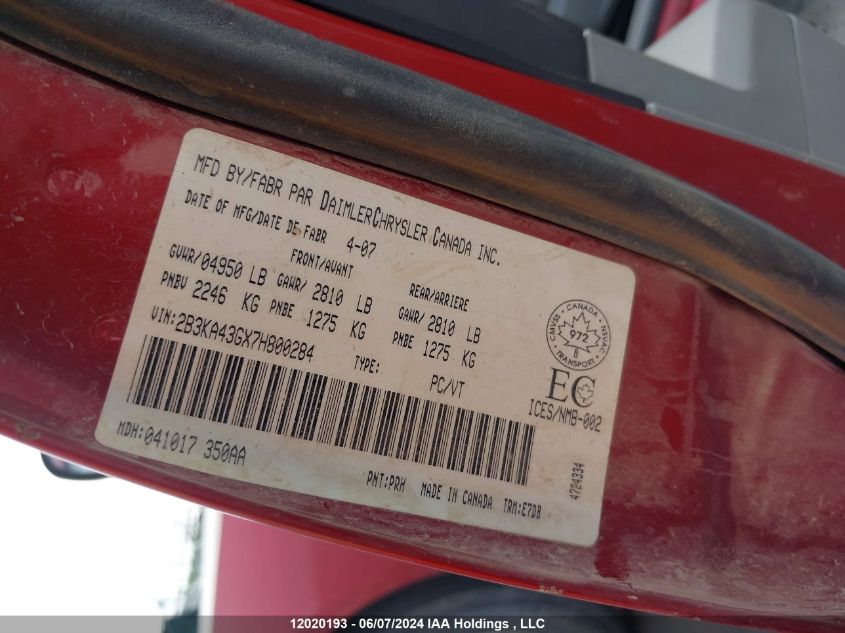 MFD BY/FABR PAR DAIMLERCHRYSLER CANADA INC.
DATE OF MFG/DATE DE FABR 4-07
FRONT/AVANT REAR/ARRIERE
GVWR/04950 LB GAWR/ 2810 LB GAWR/ 2810 LB
PNBV 2246 KG PNBE 1275 KG PNBE 1275 KG
VIN:2B3KA43GX7H800284 TYPE: PC/VT
CANADA
CMVSS 972 NSVAC
TRANSPORT
EC
ICES/NMB-002
MDH:041017 350AA
PNT:PRH MADE IN CANADA TRM:E7DB
4724334
12020193 - 06/07/2024 IAA Holdings , LLC